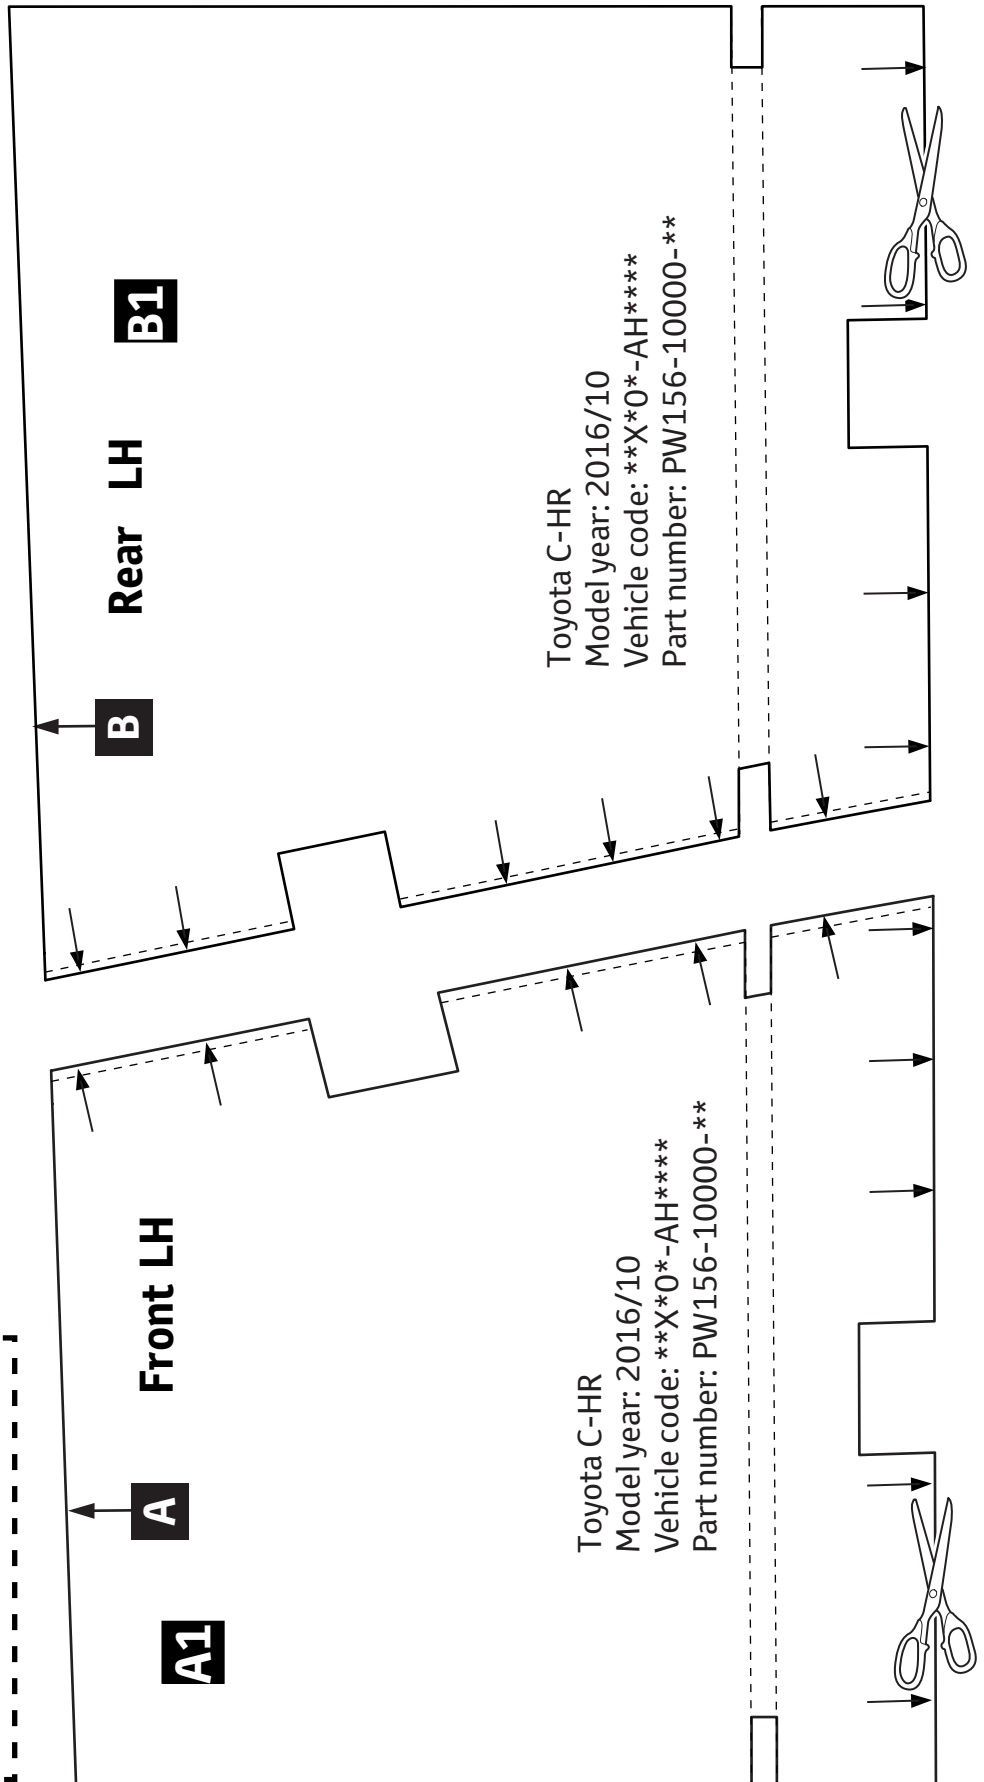 B1
Rear LH
B
Toyota C-HR
Model year: 2016/10
Vehicle code: **X*0*-AH****
Part number: PW156-10000-**
Front LH
A
A1
Toyota C-HR
Model year: 2016/10
Vehicle code: **X*0*-AH****
Part number: PW156-10000-**